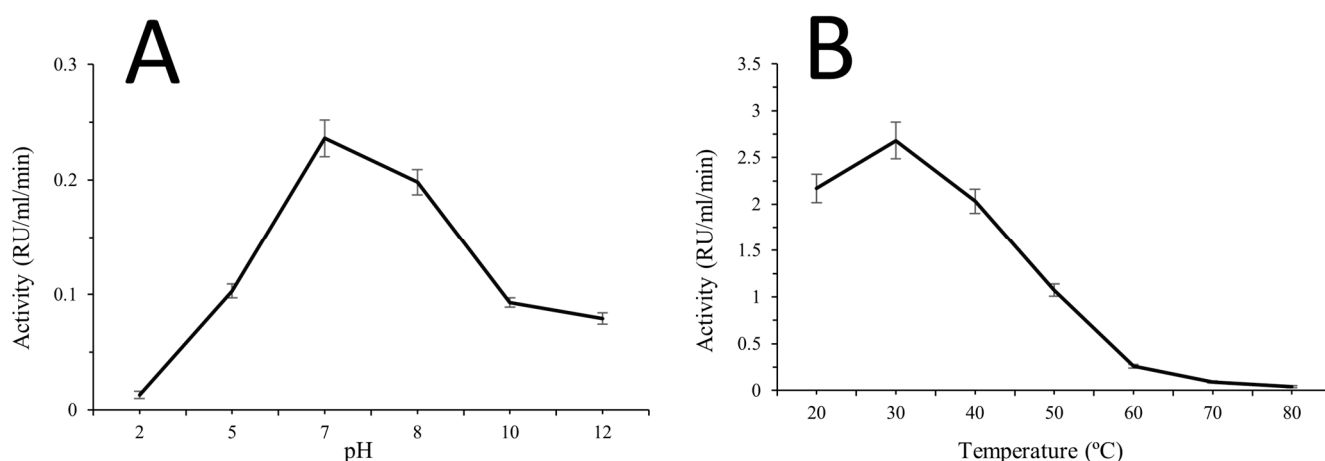 A
0.3
0.2
0.1
0
Activity (RU/ml/min)
2 5 7 8 10 12
pH
B
3.5
3
2.5
2
1.5
1
0.5
0
Activity (RU/ml/min)
20 30 40 50 60 70 80
Temperature (ºC)